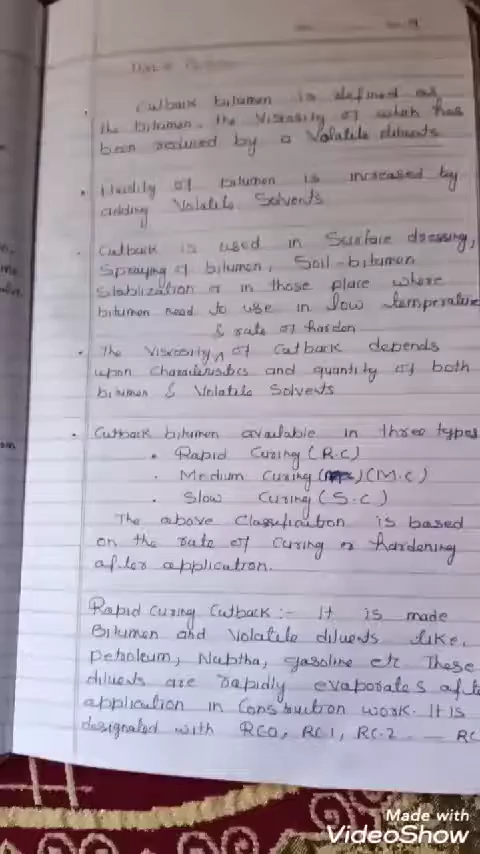 Cutback bitumen is defined as
the bitumen, the Viscosity of which has
been reduced by a Volatile diluents
Fluidity of bitumen is increased by
adding Volatile Solvents
Cutback is used in Surface dressing,
Spraying of bitumen, Soil-bitumen
Stablization or in those place where
bitumen need to use in low temperature
& rate of harden
The Viscosity of Cutback depends
upon characteristics and quantity of both
bitumen & Volatile Solvents
Cutback bitumen available in three types
Rapid Curing (R.C)
Medium Curing (M.C)
Slow Curing (S.C)
The above Classification is based
on the rate of Curing or hardening
after application.
Rapid Curing Cutback :- It is made
Bitumen and Volatile diluents like,
petroleum, Nabtha, gasoline etc These
diluents are rapidly evaporates afte
application in Construction work. It is
designated with RC0, RC1, RC-2 --- RC
Made with
VideoShow